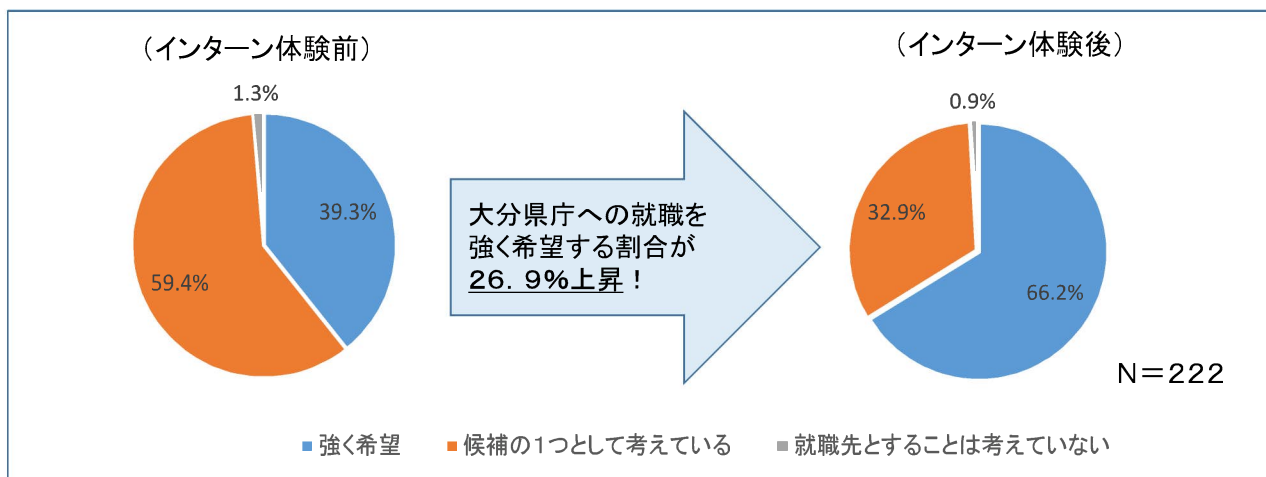 （インターン体験前）
（インターン体験後）
1.3%
39.3%
59.4%
大分県庁への就職を
強く希望する割合が
２６．９％上昇！
0.9%
32.9%
66.2%
Ｎ＝２２２
強く希望
候補の１つとして考えている
就職先とすることは考えていない